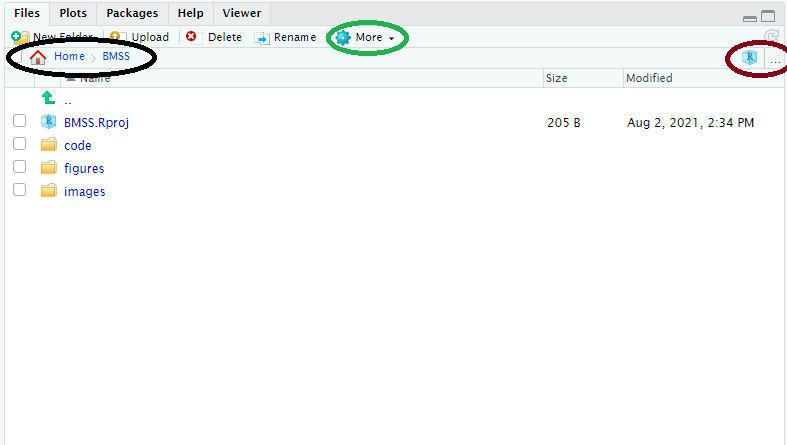 Files Plots Packages Help Viewer
New Folder Upload Delete Rename More
Home BMSS ...
Name Size Modified
..
BMSS.Rproj 205 B Aug 2, 2021, 2:34 PM
code
figures
images